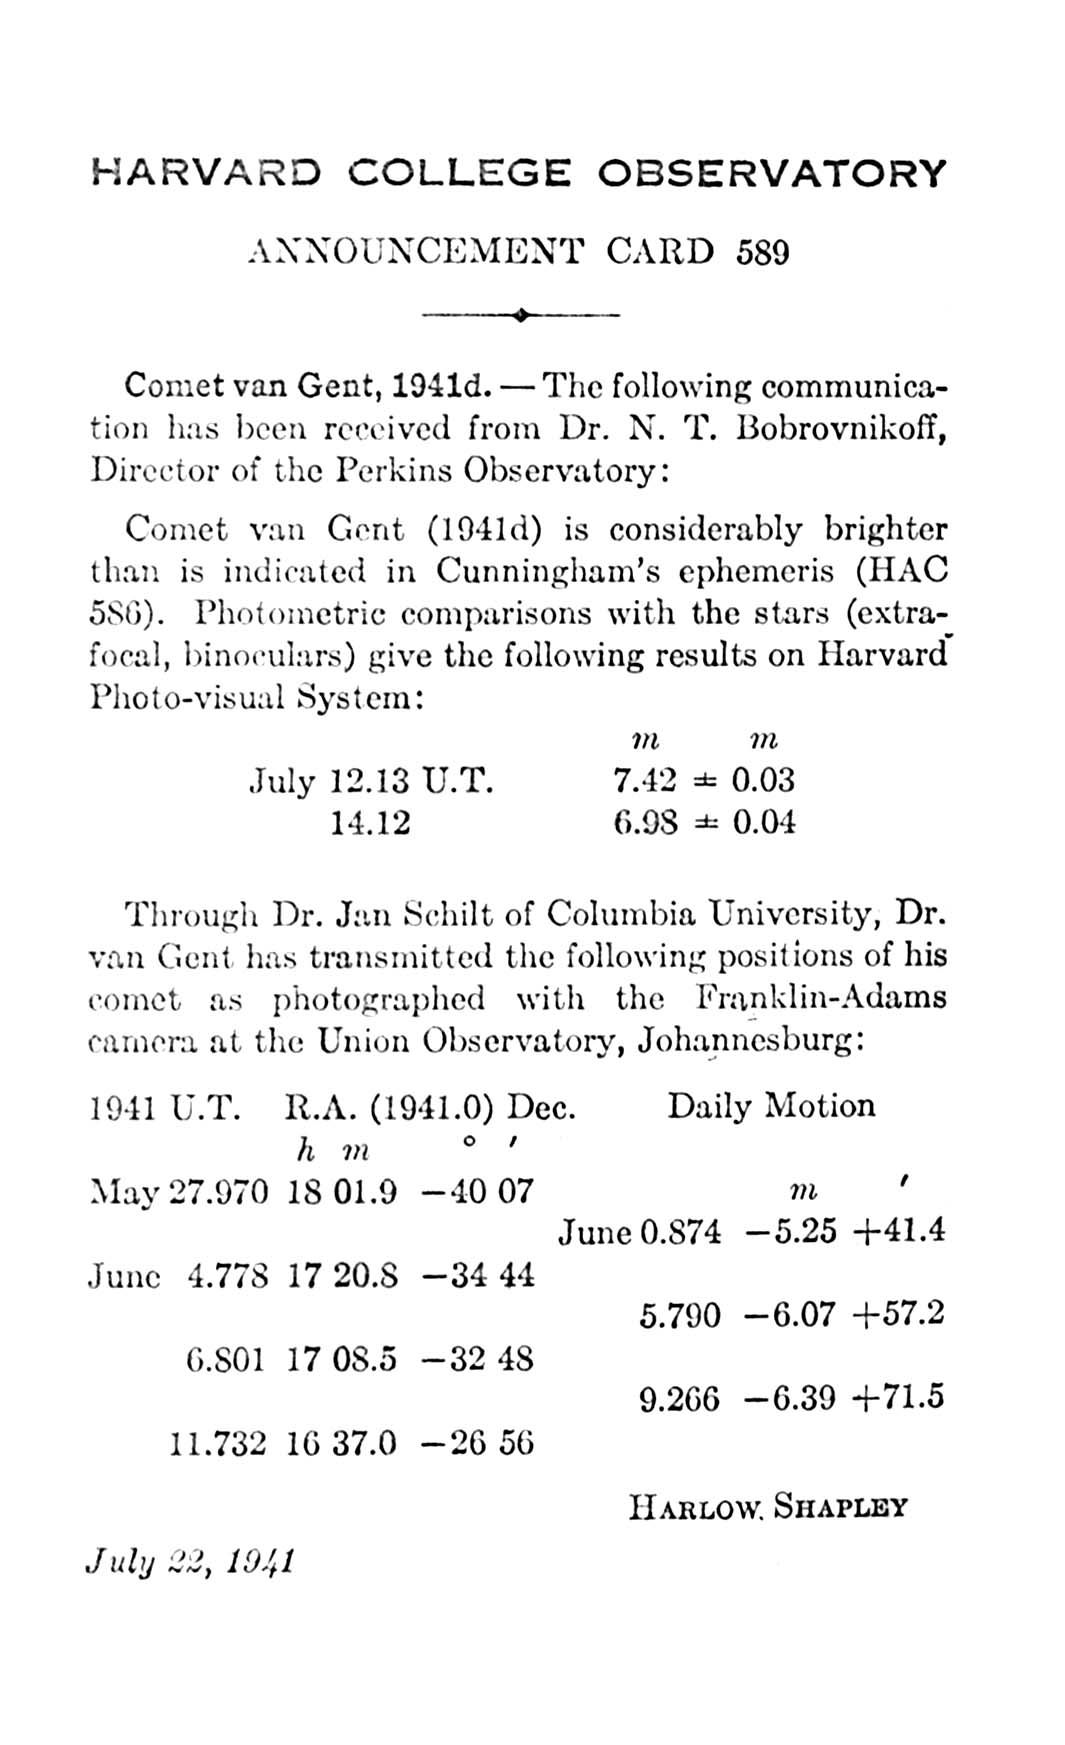 HARVARD COLLEGE OBSERVATORY
ANNOUNCEMENT CARD 589
Comet van Gent, 1941d. — The following communica-
tion has been received from Dr. N. T. Bobrovnikoff,
Director of the Perkins Observatory:
Comet van Gent (1941d) is considerably brighter
than is indicated in Cunningham's ephemeris (HAC
586). Photometric comparisons with the stars (extra-
focal, binoculars) give the following results on Harvard
Photo-visual System:
m m
July 12.13 U.T. 7.42 ± 0.03
14.12 6.98 ± 0.04
Through Dr. Jan Schilt of Columbia University, Dr.
van Gent has transmitted the following positions of his
comet as photographed with the Franklin-Adams
camera at the Union Observatory, Johannesburg:
1941 U.T. R.A. (1941.0) Dec. Daily Motion
h m ° ′
May 27.970 18 01.9 −40 07 m ′
June 0.874 −5.25 +41.4
June 4.778 17 20.8 −34 44
5.790 −6.07 +57.2
6.801 17 08.5 −32 48
9.266 −6.39 +71.5
11.732 16 37.0 −26 56
HARLOW SHAPLEY
July 22, 1941